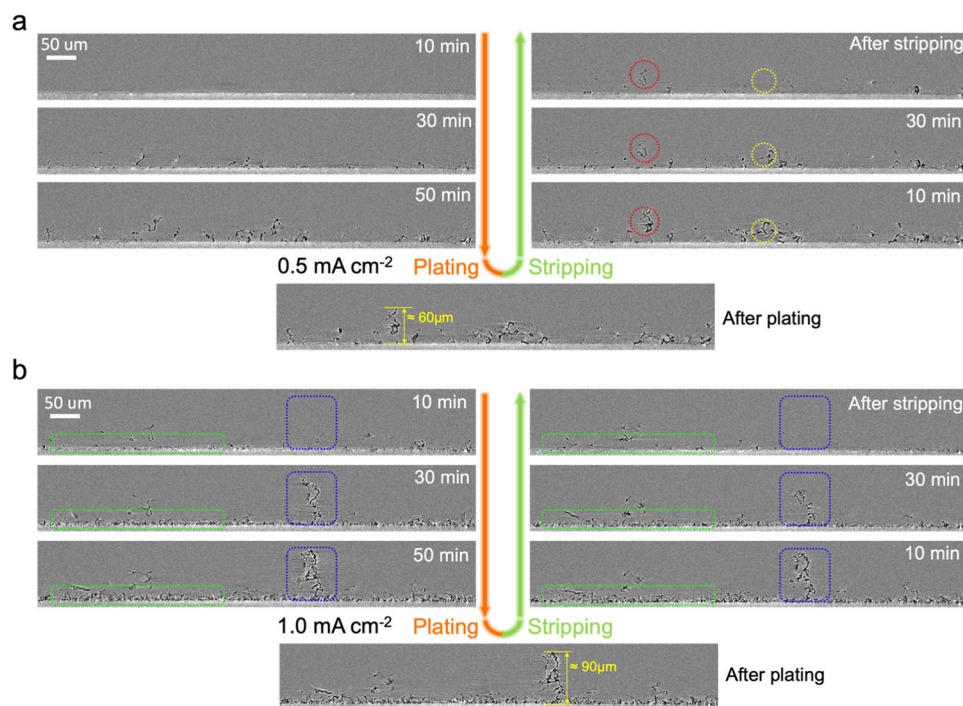 a
50 um
10 min
After stripping
30 min
30 min
50 min
10 min
0.5 mA cm⁻² Plating Stripping
≈ 60μm
After plating
b
50 um
10 min
After stripping
30 min
30 min
50 min
10 min
1.0 mA cm⁻² Plating Stripping
≈ 90μm
After plating